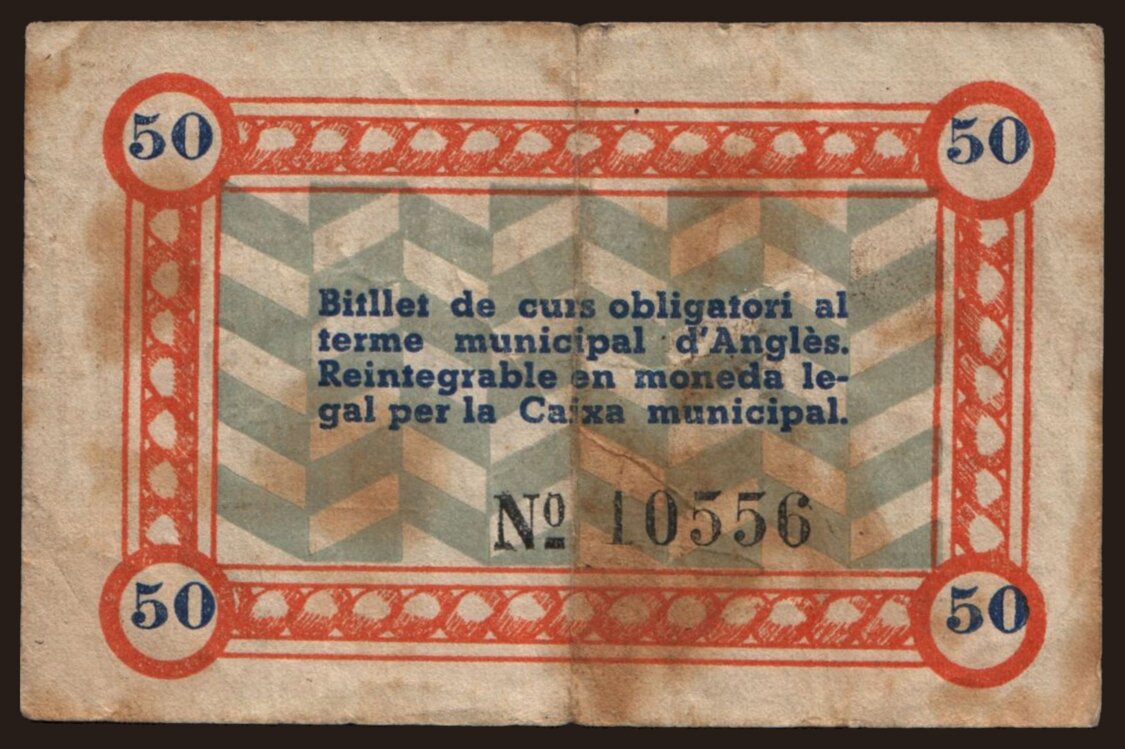 50 50
Bitllet de curs obligatori al
terme municipal d'Anglès.
Reintegrable en moneda le-
gal per la Caixa municipal.
Nº 10556
50 50